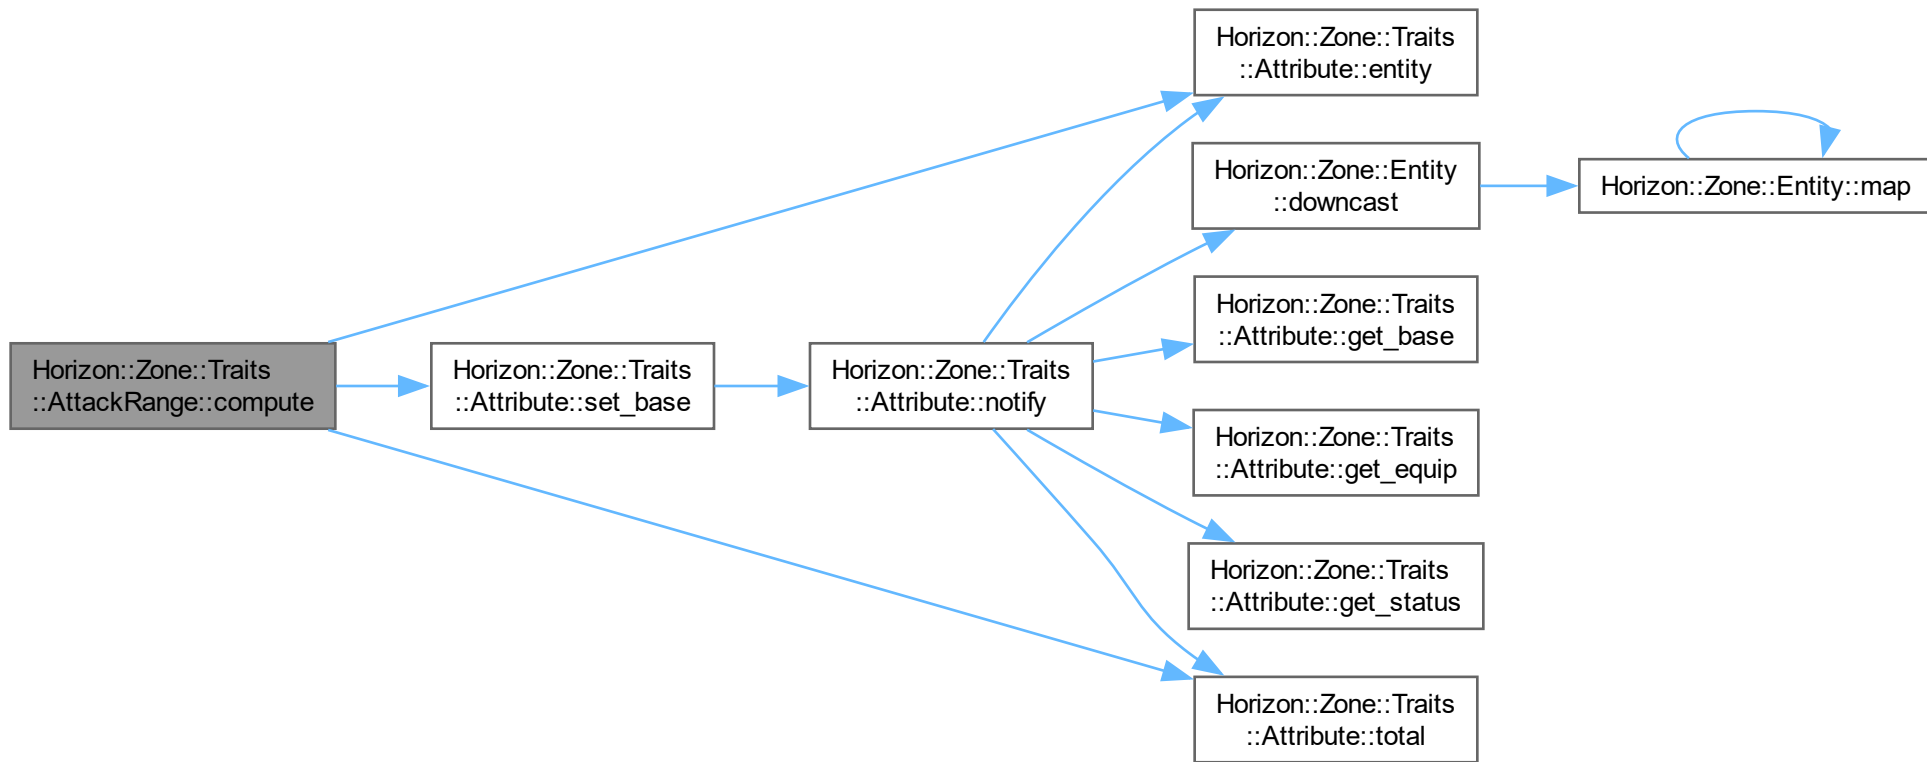 Horizon::Zone::Traits
::AttackRange::compute
Horizon::Zone::Traits
::Attribute::set_base
Horizon::Zone::Traits
::Attribute::notify
Horizon::Zone::Traits
::Attribute::entity
Horizon::Zone::Entity
::downcast
Horizon::Zone::Entity::map
Horizon::Zone::Traits
::Attribute::get_base
Horizon::Zone::Traits
::Attribute::get_equip
Horizon::Zone::Traits
::Attribute::get_status
Horizon::Zone::Traits
::Attribute::total